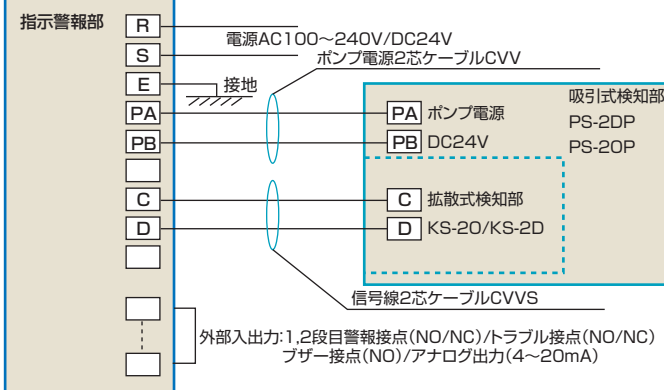 指示警報部
R
S
E
PA
PB
C
D
電源AC100～240V/DC24V
ポンプ電源2芯ケーブルCVV
接地
吸引式検知部
PS-2DP
PS-2OP
PA ポンプ電源
PB DC24V
C 拡散式検知部
D KS-2O/KS-2D
信号線2芯ケーブルCVVS
外部入出力:1,2段目警報接点(NO/NC)/トラブル接点(NO/NC)
ブザー接点(NO)/アナログ出力(4～20mA)